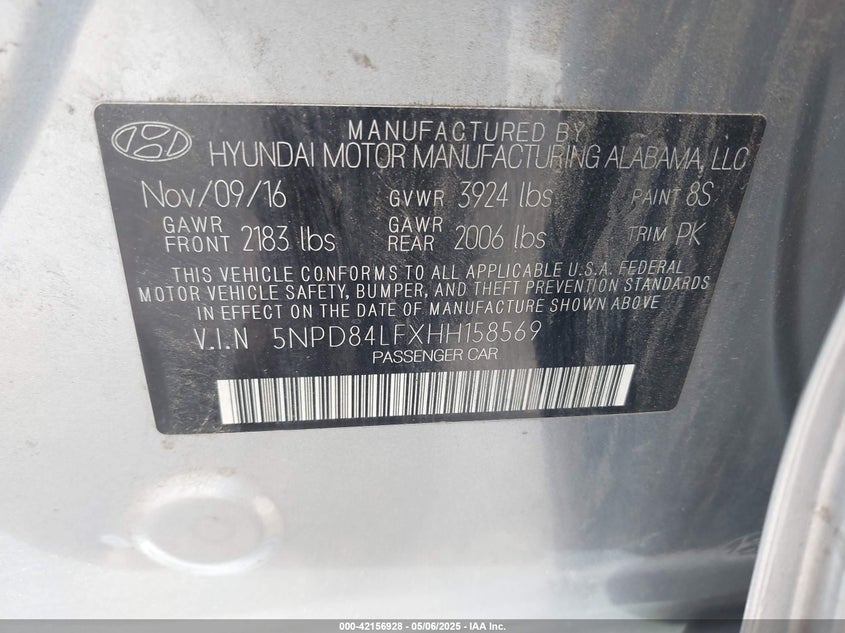 MANUFACTURED BY
HYUNDAI MOTOR MANUFACTURING ALABAMA, LLC
Nov/09/16 GVWR 3924 lbs PAINT 8S
GAWR FRONT 2183 lbs GAWR REAR 2006 lbs TRIM PK
THIS VEHICLE CONFORMS TO ALL APPLICABLE U.S.A. FEDERAL
MOTOR VEHICLE SAFETY, BUMPER, AND THEFT PREVENTION STANDARDS
IN EFFECT ON THE DATE OF MANUFACTURE SHOWN ABOVE
V.I.N 5NPD84LFXHH158569
PASSENGER CAR
000-42156928 - 05/06/2025 - IAA Inc.